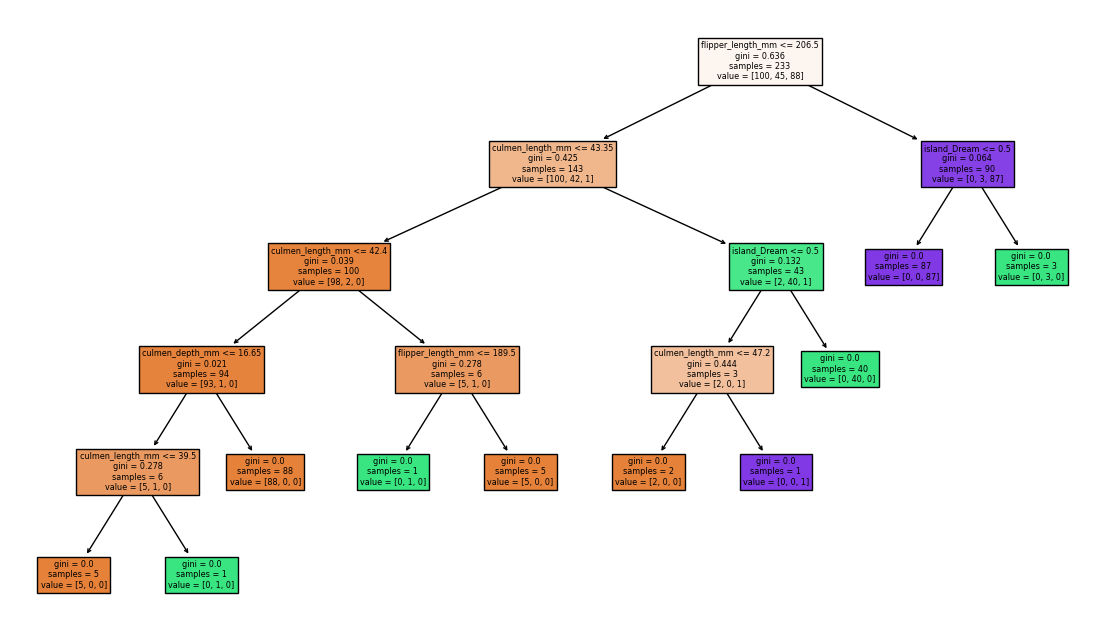 flipper_length_mm <= 206.5
gini = 0.636
samples = 233
value = [100, 45, 88]
culmen_length_mm <= 43.35
gini = 0.425
samples = 143
value = [100, 42, 1]
island_Dream <= 0.5
gini = 0.064
samples = 90
value = [0, 3, 87]
culmen_length_mm <= 42.4
gini = 0.039
samples = 100
value = [98, 2, 0]
island_Dream <= 0.5
gini = 0.132
samples = 43
value = [2, 40, 1]
gini = 0.0
samples = 87
value = [0, 0, 87]
gini = 0.0
samples = 3
value = [0, 3, 0]
culmen_depth_mm <= 16.65
gini = 0.021
samples = 94
value = [93, 1, 0]
flipper_length_mm <= 189.5
gini = 0.278
samples = 6
value = [5, 1, 0]
culmen_length_mm <= 47.2
gini = 0.444
samples = 3
value = [2, 0, 1]
gini = 0.0
samples = 40
value = [0, 40, 0]
culmen_length_mm <= 39.5
gini = 0.278
samples = 6
value = [5, 1, 0]
gini = 0.0
samples = 88
value = [88, 0, 0]
gini = 0.0
samples = 1
value = [0, 1, 0]
gini = 0.0
samples = 5
value = [5, 0, 0]
gini = 0.0
samples = 2
value = [2, 0, 0]
gini = 0.0
samples = 1
value = [0, 0, 1]
gini = 0.0
samples = 5
value = [5, 0, 0]
gini = 0.0
samples = 1
value = [0, 1, 0]